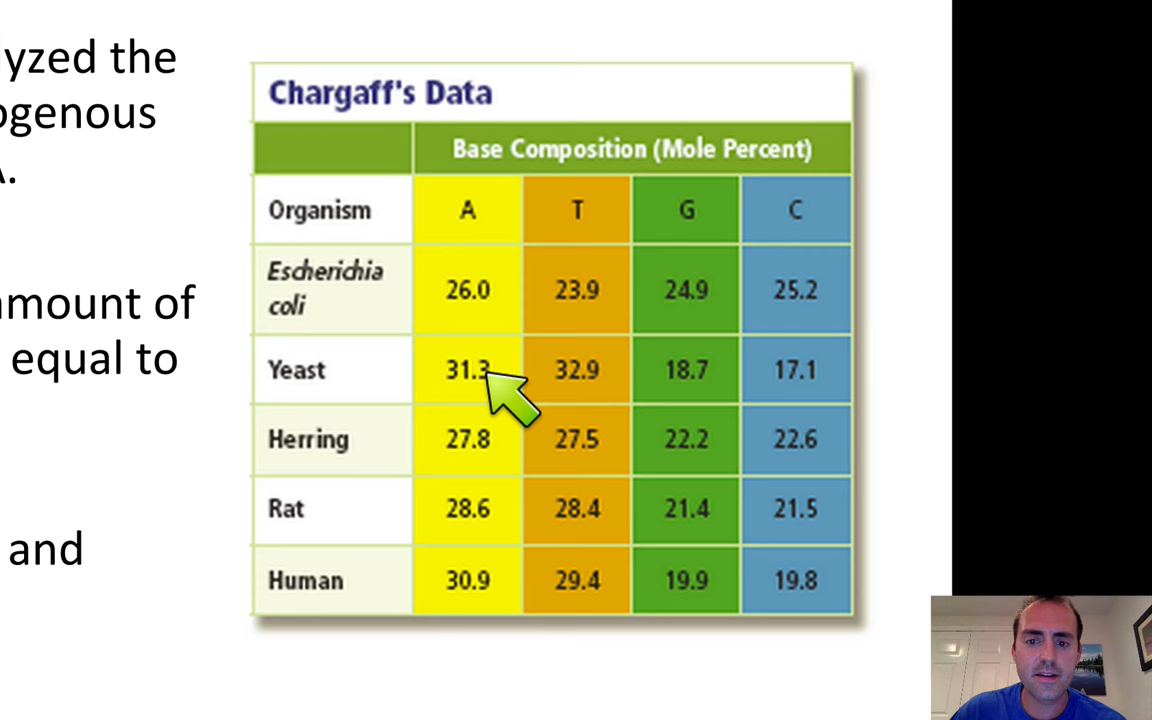 lyzed the
ogenous
A.
amount of
equal to
and
Chargaff's Data
Base Composition (Mole Percent)
Organism A T G C
Escherichia
coli 26.0 23.9 24.9 25.2
Yeast 31.3 32.9 18.7 17.1
Herring 27.8 27.5 22.2 22.6
Rat 28.6 28.4 21.4 21.5
Human 30.9 29.4 19.9 19.8